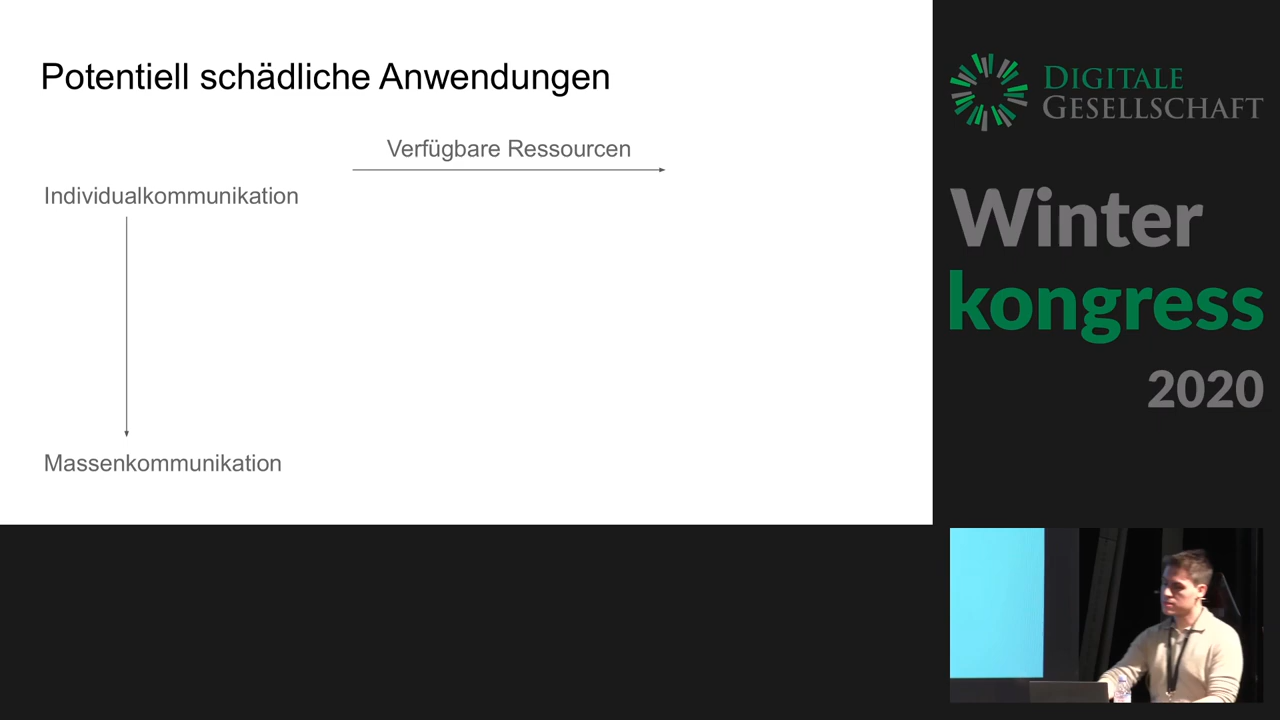 Potentiell schädliche Anwendungen
Verfügbare Ressourcen
Individualkommunikation
Massenkommunikation
DIGITALE
GESELLSCHAFT
Winter
kongress
2020